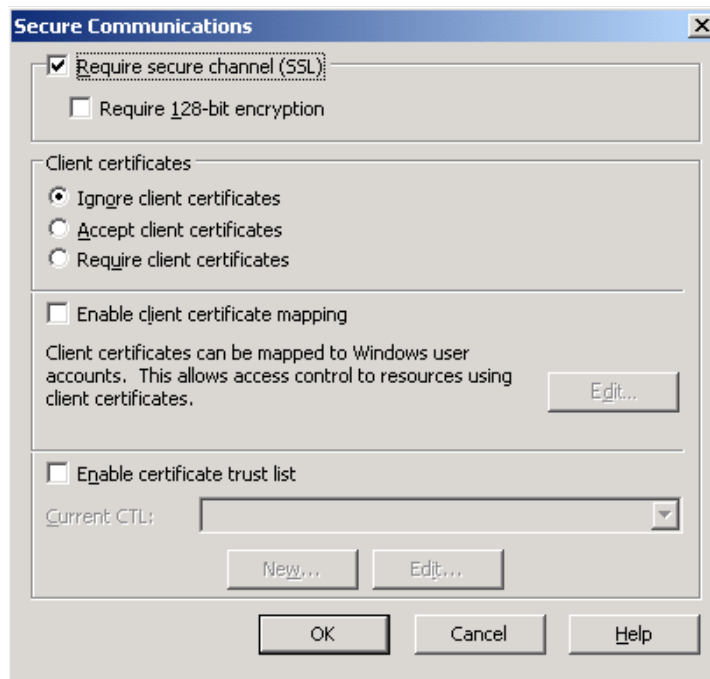 Secure Communications
Require secure channel (SSL)
Require 128-bit encryption
Client certificates
Ignore client certificates
Accept client certificates
Require client certificates
Enable client certificate mapping
Client certificates can be mapped to Windows user
accounts.  This allows access control to resources using
client certificates.
Edit...
Enable certificate trust list
Current CTL:
New... Edit...
OK Cancel Help